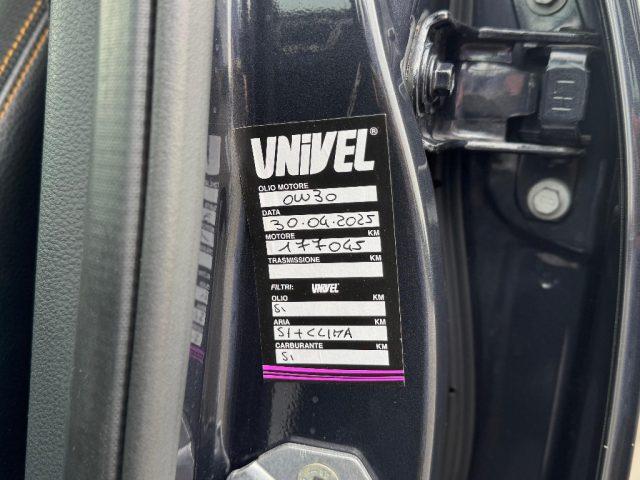 UNIVEL®
OLIO MOTORE
0W30
DATA
30.04.2025
MOTORE KM
177045
TRASMISSIONE KM
FILTRI: UNIVEL
OLIO KM
SI
ARIA KM
SI+CLIMA
CARBURANTE KM
SI